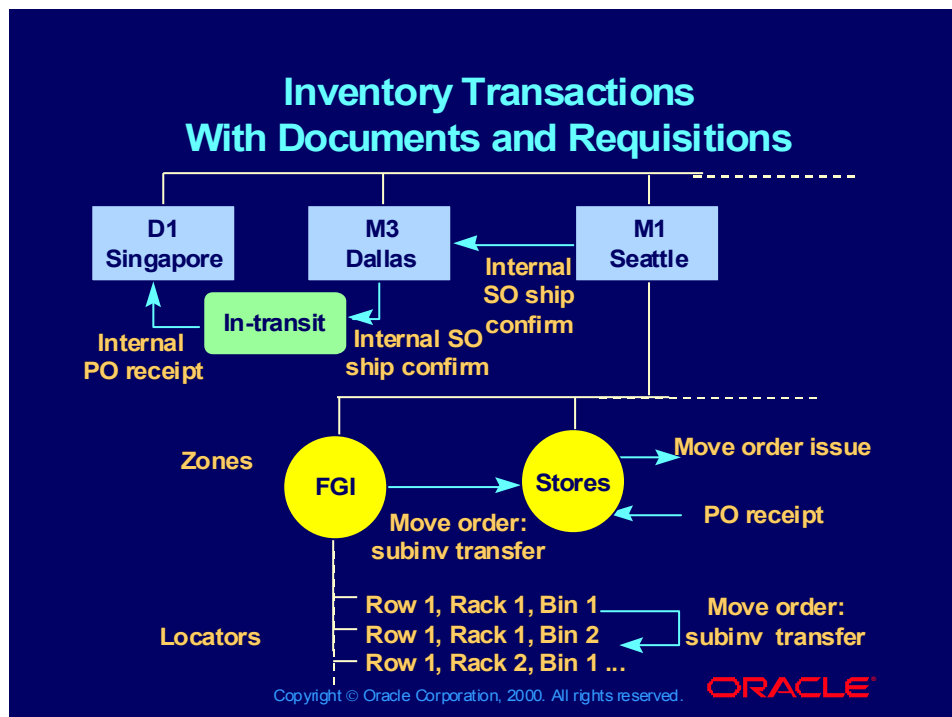 Inventory Transactions
With Documents and Requisitions
D1
Singapore
M3
Dallas
M1
Seattle
Internal
SO ship
confirm
In-transit
Internal
PO receipt
Internal SO
ship confirm
Zones
FGI
Stores
Move order issue
PO receipt
Move order:
subinv transfer
Locators
Row 1, Rack 1, Bin 1
Row 1, Rack 1, Bin 2
Row 1, Rack 2, Bin 1 ...
Move order:
subinv transfer
Copyright © Oracle Corporation, 2000. All rights reserved.
ORACLE®